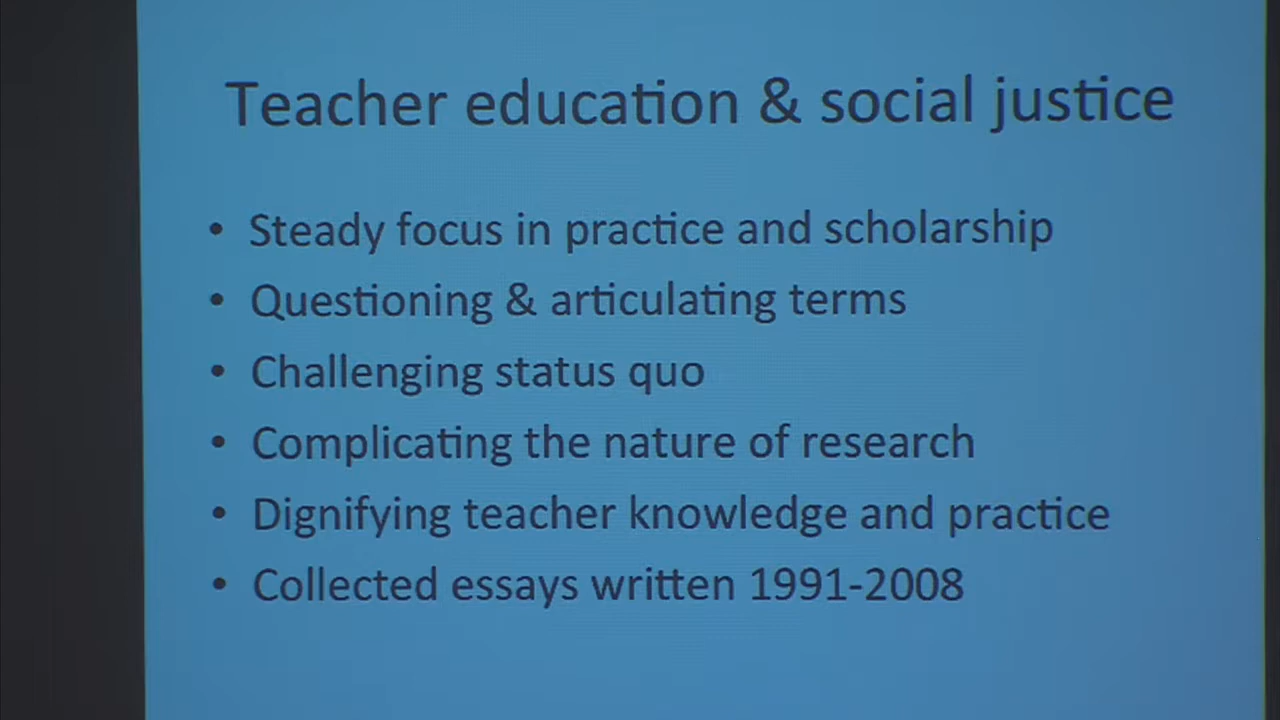 Teacher education & social justice
• Steady focus in practice and scholarship
• Questioning & articulating terms
• Challenging status quo
• Complicating the nature of research
• Dignifying teacher knowledge and practice
• Collected essays written 1991-2008